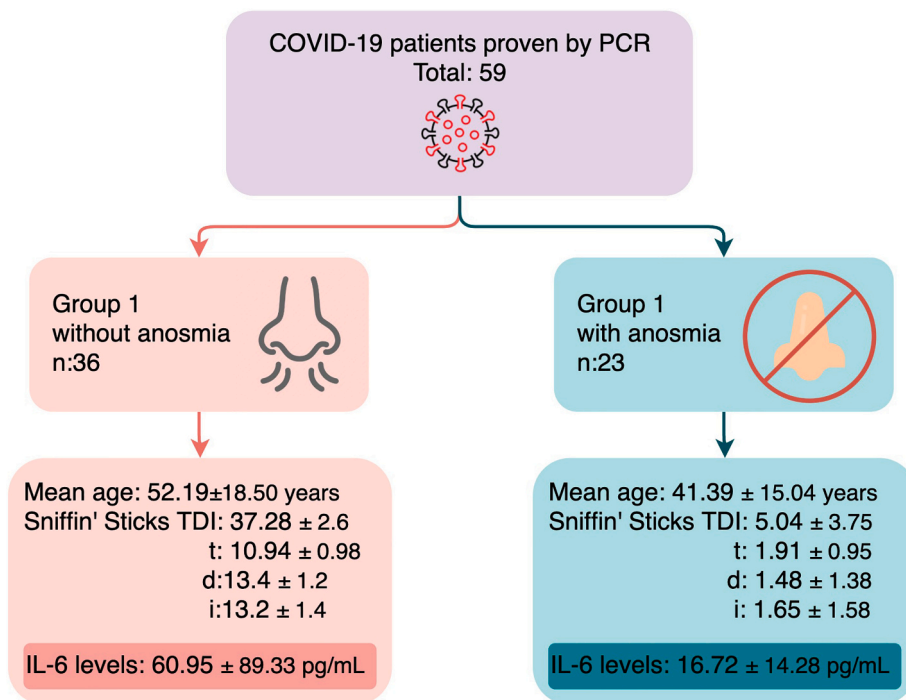 COVID-19 patients proven by PCR
Total: 59
Group 1
without anosmia
n:36
Group 1
with anosmia
n:23
Mean age: 52.19±18.50 years
Sniffin' Sticks TDI: 37.28 ± 2.6
t: 10.94 ± 0.98
d:13.4 ± 1.2
i:13.2 ± 1.4
IL-6 levels: 60.95 ± 89.33 pg/mL
Mean age: 41.39 ± 15.04 years
Sniffin' Sticks TDI: 5.04 ± 3.75
t: 1.91 ± 0.95
d: 1.48 ± 1.38
i: 1.65 ± 1.58
IL-6 levels: 16.72 ± 14.28 pg/mL